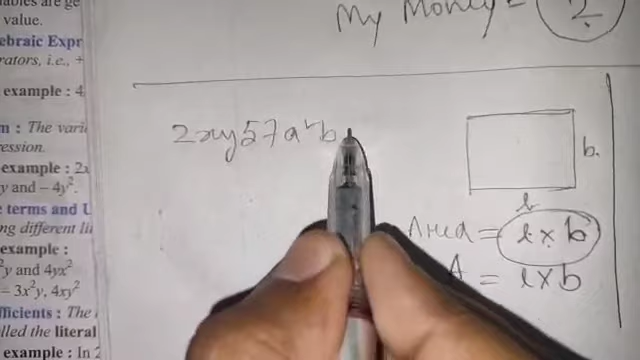 My Money =
2
ables are ge
value.
ebraic Expr
rators, i.e., +
example : 4
m : The vari
ression.
example : 2x
y and – 4y².
e terms and U
ng different li
example :
²y and 4yx²
= 3x²y, 4xy²
fficients : The
lled the literal
example : In 2
2xy57a²b
b.
b
Area = l × b
A = l×b